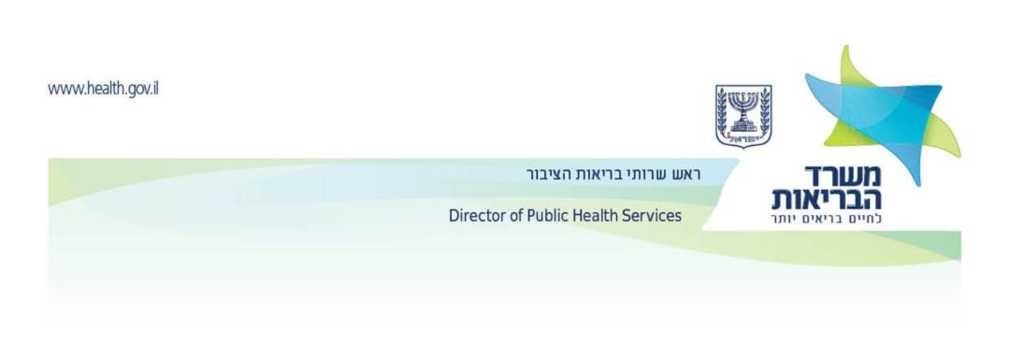 www.health.gov.il
משרד
הבריאות
לחיים בריאים יותר
ראש שרותי בריאות הציבור
Director of Public Health Services